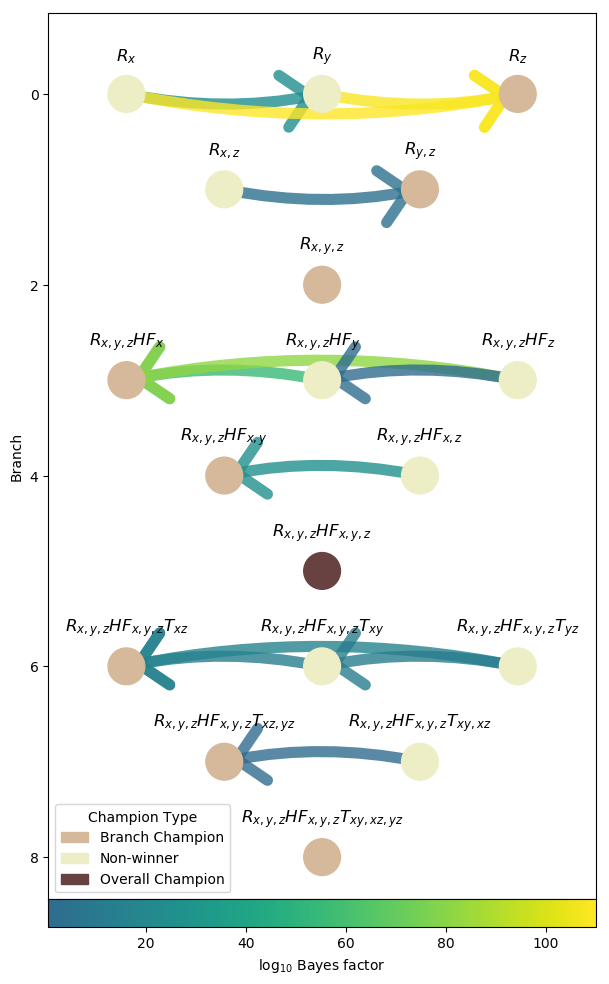 R_x R_y R_z
0
R_{x,z} R_{y,z}
R_{x,y,z}
2
R_{x,y,z}HF_x R_{x,y,z}HF_y R_{x,y,z}HF_z
R_{x,y,z}HF_{x,y} R_{x,y,z}HF_{x,z}
Branch
4
R_{x,y,z}HF_{x,y,z}
R_{x,y,z}HF_{x,y,z}T_{xz} R_{x,y,z}HF_{x,y,z}T_{xy} R_{x,y,z}HF_{x,y,z}T_{yz}
6
R_{x,y,z}HF_{x,y,z}T_{xz,yz} R_{x,y,z}HF_{x,y,z}T_{xy,xz}
R_{x,y,z}HF_{x,y,z}T_{xy,xz,yz}
8
Champion Type
Branch Champion
Non-winner
Overall Champion
20 40 60 80 100
log_{10} Bayes factor